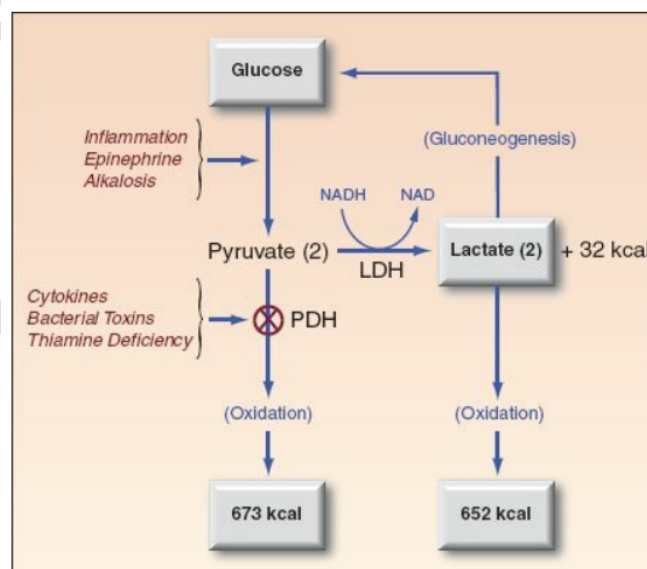 Glucose
Inflammation
Epinephrine
Alkalosis
(Gluconeogenesis)
NADH NAD
Pyruvate (2)
LDH
Lactate (2) + 32 kcal
Cytokines
Bacterial Toxins
Thiamine Deficiency
PDH
(Oxidation) (Oxidation)
673 kcal 652 kcal